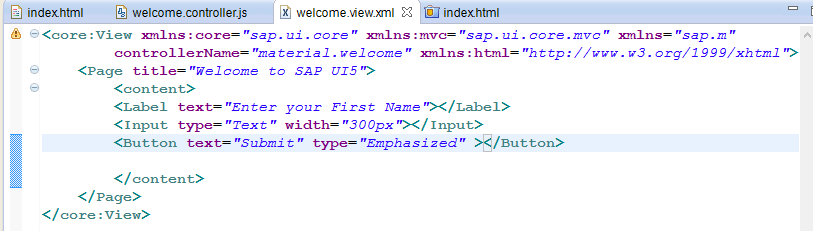 index.html welcome.controller.js welcome.view.xml index.html
<core:View xmlns:core="sap.ui.core" xmlns:mvc="sap.ui.core.mvc" xmlns="sap.m"
controllerName="material.welcome" xmlns:html="http://www.w3.org/1999/xhtml">
<Page title="Welcome to SAP UI5">
<content>
<Label text="Enter your First Name"></Label>
<Input type="Text" width="300px"></Input>
<Button text="Submit" type="Emphasized" ></Button>
</content>
</Page>
</core:View>